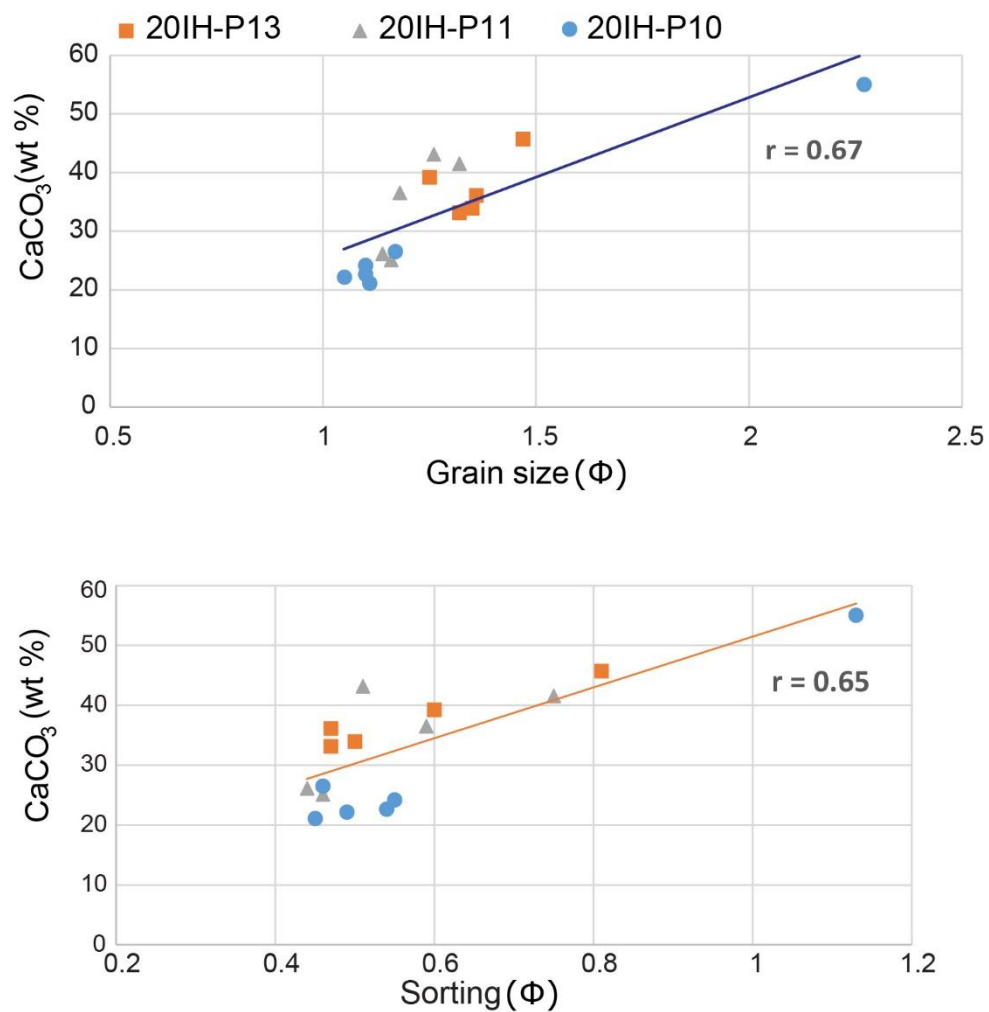 20IH-P13 20IH-P11 20IH-P10
60
50
40
30
20
10
0
CaCO₃(wt %)
r = 0.67
0.5 1 1.5 2 2.5
Grain size(Φ)
60
50
40
30
20
10
0
CaCO₃(wt %)
r = 0.65
0.2 0.4 0.6 0.8 1 1.2
Sorting(Φ)